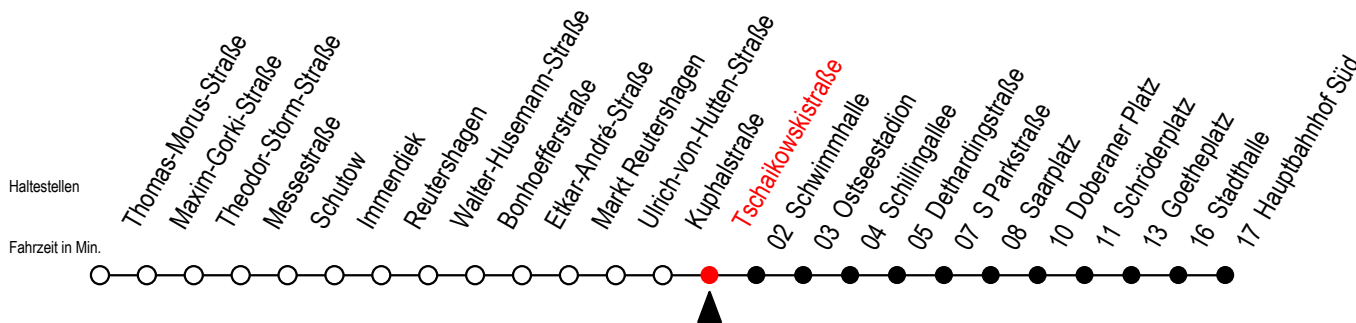 Haltestellen
Fahrzeit in Min.
Thomas-Morus-Straße
Maxim-Gorki-Straße
Theodor-Storm-Straße
Messestraße
Schutow
Immendiek
Reutershagen
Walter-Husemann-Straße
Bonhoefferstraße
Etkar-André-Straße
Markt Reutershagen
Ulrich-von-Hutten-Straße
Kuphalstraße
Tschaikowskistraße
02 Schwimmhalle
03 Ostseestadion
04 Schillingallee
05 Dethardingstraße
07 S Parkstraße
08 Saarplatz
10 Doberaner Platz
11 Schröderplatz
13 Goetheplatz
16 Stadthalle
17 Hauptbahnhof Süd